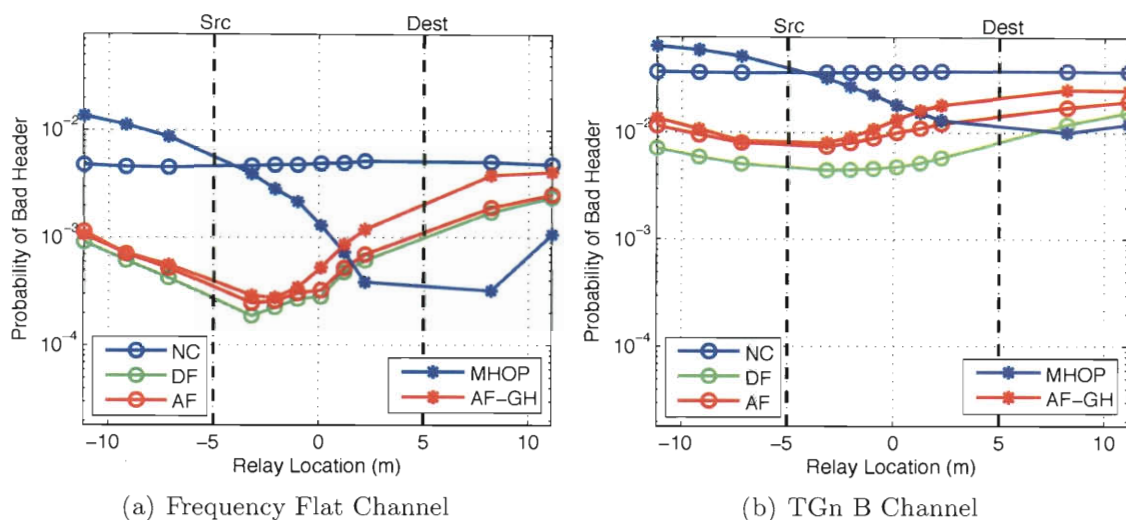 Src Dest
Probability of Bad Header
10⁻²
10⁻³
10⁻⁴
NC
DF
AF
MHOP
AF-GH
-10 -5 0 5 10
Relay Location (m)
(a) Frequency Flat Channel
Src Dest
Probability of Bad Header
10⁻²
10⁻³
10⁻⁴
NC
DF
AF
MHOP
AF-GH
-10 -5 0 5 10
Relay Location (m)
(b) TGn B Channel